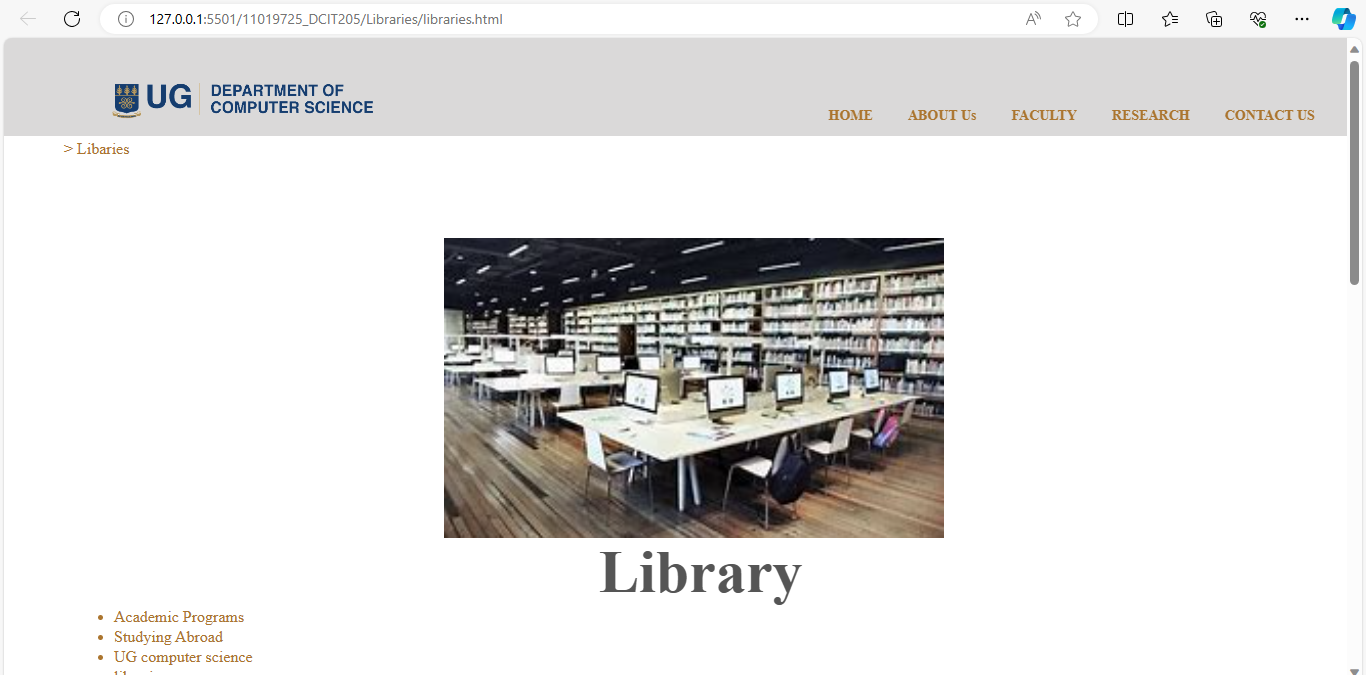 127.0.0.1:5501/11019725_DCIT205/Libraries/libraries.html
UG DEPARTMENT OF
COMPUTER SCIENCE
HOME ABOUT Us FACULTY RESEARCH CONTACT US
> Libaries
Library
• Academic Programs
• Studying Abroad
• UG computer science